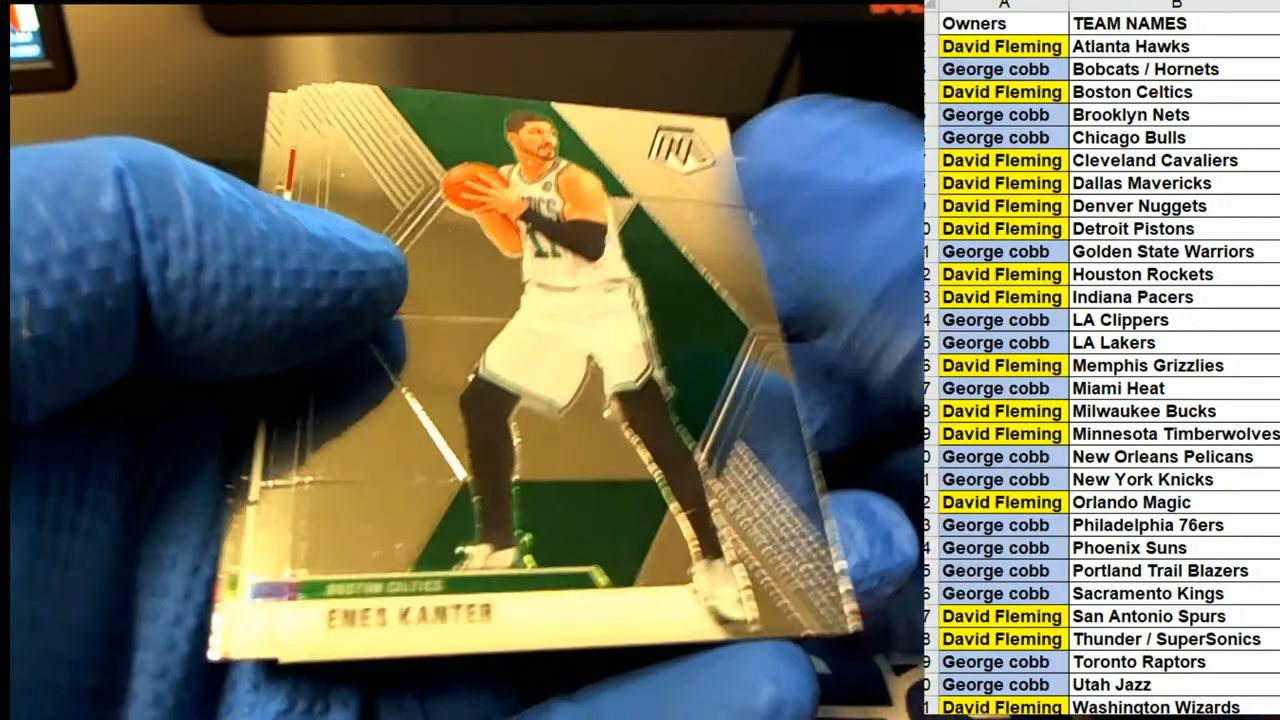 A B
Owners TEAM NAMES
David Fleming Atlanta Hawks
George cobb Bobcats / Hornets
David Fleming Boston Celtics
George cobb Brooklyn Nets
George cobb Chicago Bulls
David Fleming Cleveland Cavaliers
David Fleming Dallas Mavericks
David Fleming Denver Nuggets
David Fleming Detroit Pistons
George cobb Golden State Warriors
David Fleming Houston Rockets
David Fleming Indiana Pacers
George cobb LA Clippers
George cobb LA Lakers
David Fleming Memphis Grizzlies
George cobb Miami Heat
David Fleming Milwaukee Bucks
David Fleming Minnesota Timberwolves
George cobb New Orleans Pelicans
George cobb New York Knicks
David Fleming Orlando Magic
George cobb Philadelphia 76ers
George cobb Phoenix Suns
George cobb Portland Trail Blazers
George cobb Sacramento Kings
David Fleming San Antonio Spurs
David Fleming Thunder / SuperSonics
George cobb Toronto Raptors
George cobb Utah Jazz
David Fleming Washington Wizards
BOSTON CELTICS
ENES KANTER